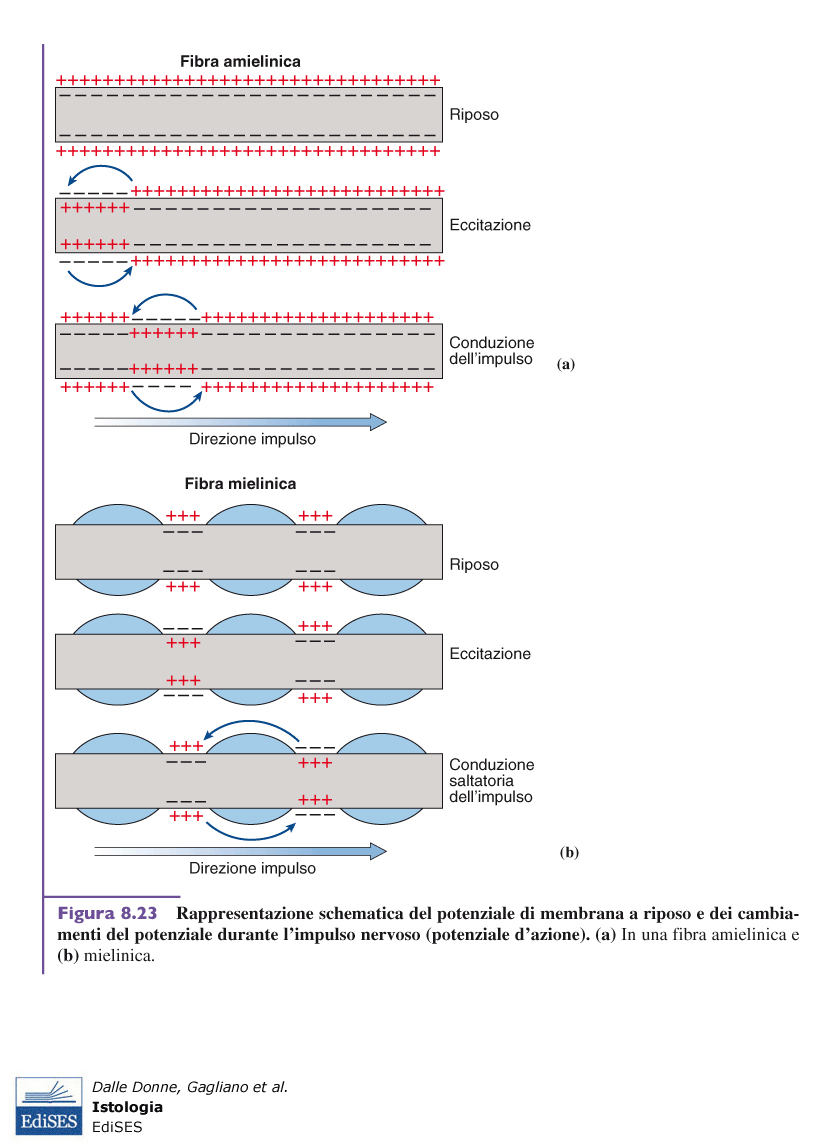 Fibra amielinica
Riposo
Eccitazione
Conduzione
dell'impulso
(a)
Direzione impulso
Fibra mielinica
Riposo
Eccitazione
Conduzione
saltatoria
dell'impulso
(b)
Direzione impulso
Figura 8.23 Rappresentazione schematica del potenziale di membrana a riposo e dei cambia-
menti del potenziale durante l'impulso nervoso (potenziale d'azione). (a) In una fibra amielinica e
(b) mielinica.
Dalle Donne, Gagliano et al.
Istologia
EdiSES
EdiSES